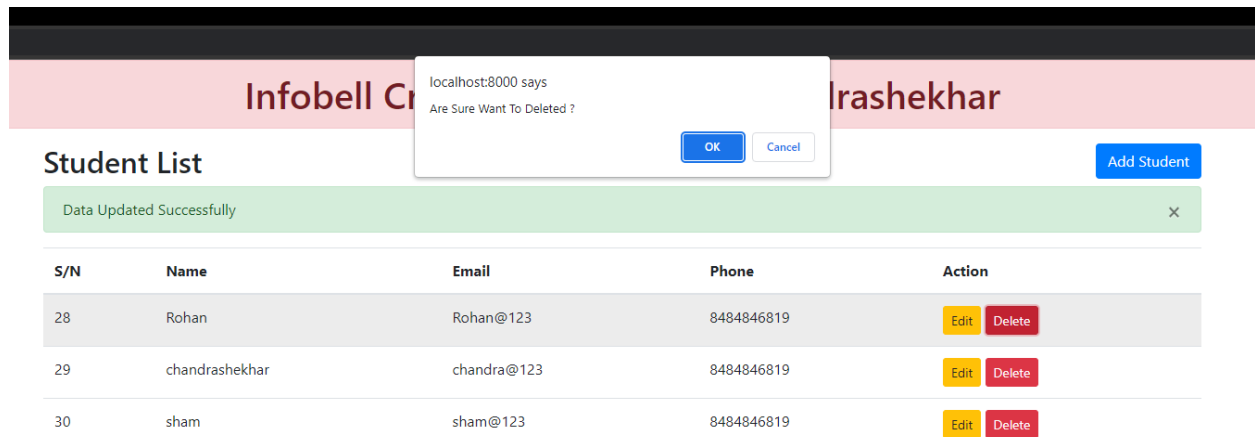 localhost:8000 says
Are Sure Want To Deleted ?
OK Cancel
Infobell Cr rashekhar
Student List Add Student
Data Updated Successfully ×
S/N Name Email Phone Action
28 Rohan Rohan@123 8484846819 Edit Delete
29 chandrashekhar chandra@123 8484846819 Edit Delete
30 sham sham@123 8484846819 Edit Delete